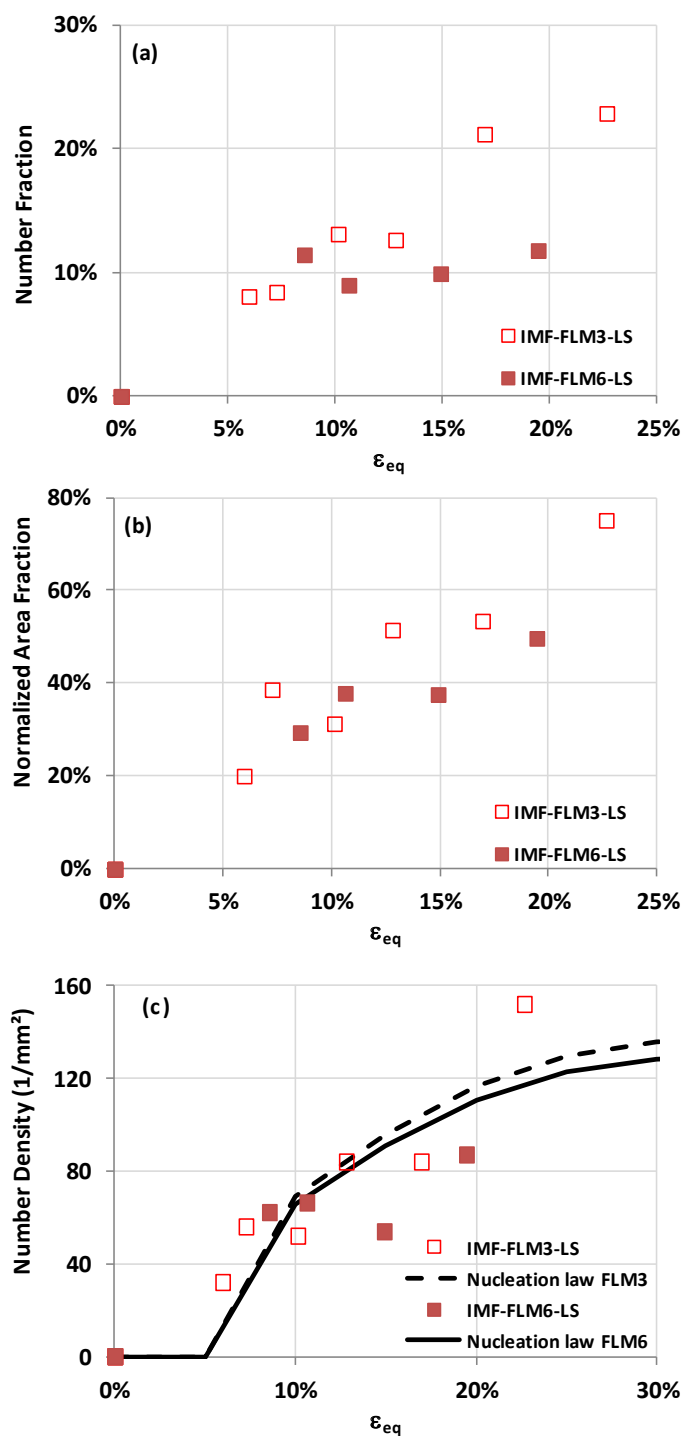 30%
(a)
20%
10%
0%
Number Fraction
IMF-FLM3-LS
IMF-FLM6-LS
0% 5% 10% 15% 20% 25%
εeq
80%
(b)
60%
40%
20%
0%
Normalized Area Fraction
IMF-FLM3-LS
IMF-FLM6-LS
0% 5% 10% 15% 20% 25%
εeq
160
(c)
120
80
40
0
Number Density (1/mm²)
IMF-FLM3-LS
Nucleation law FLM3
IMF-FLM6-LS
Nucleation law FLM6
0% 10% 20% 30%
εeq